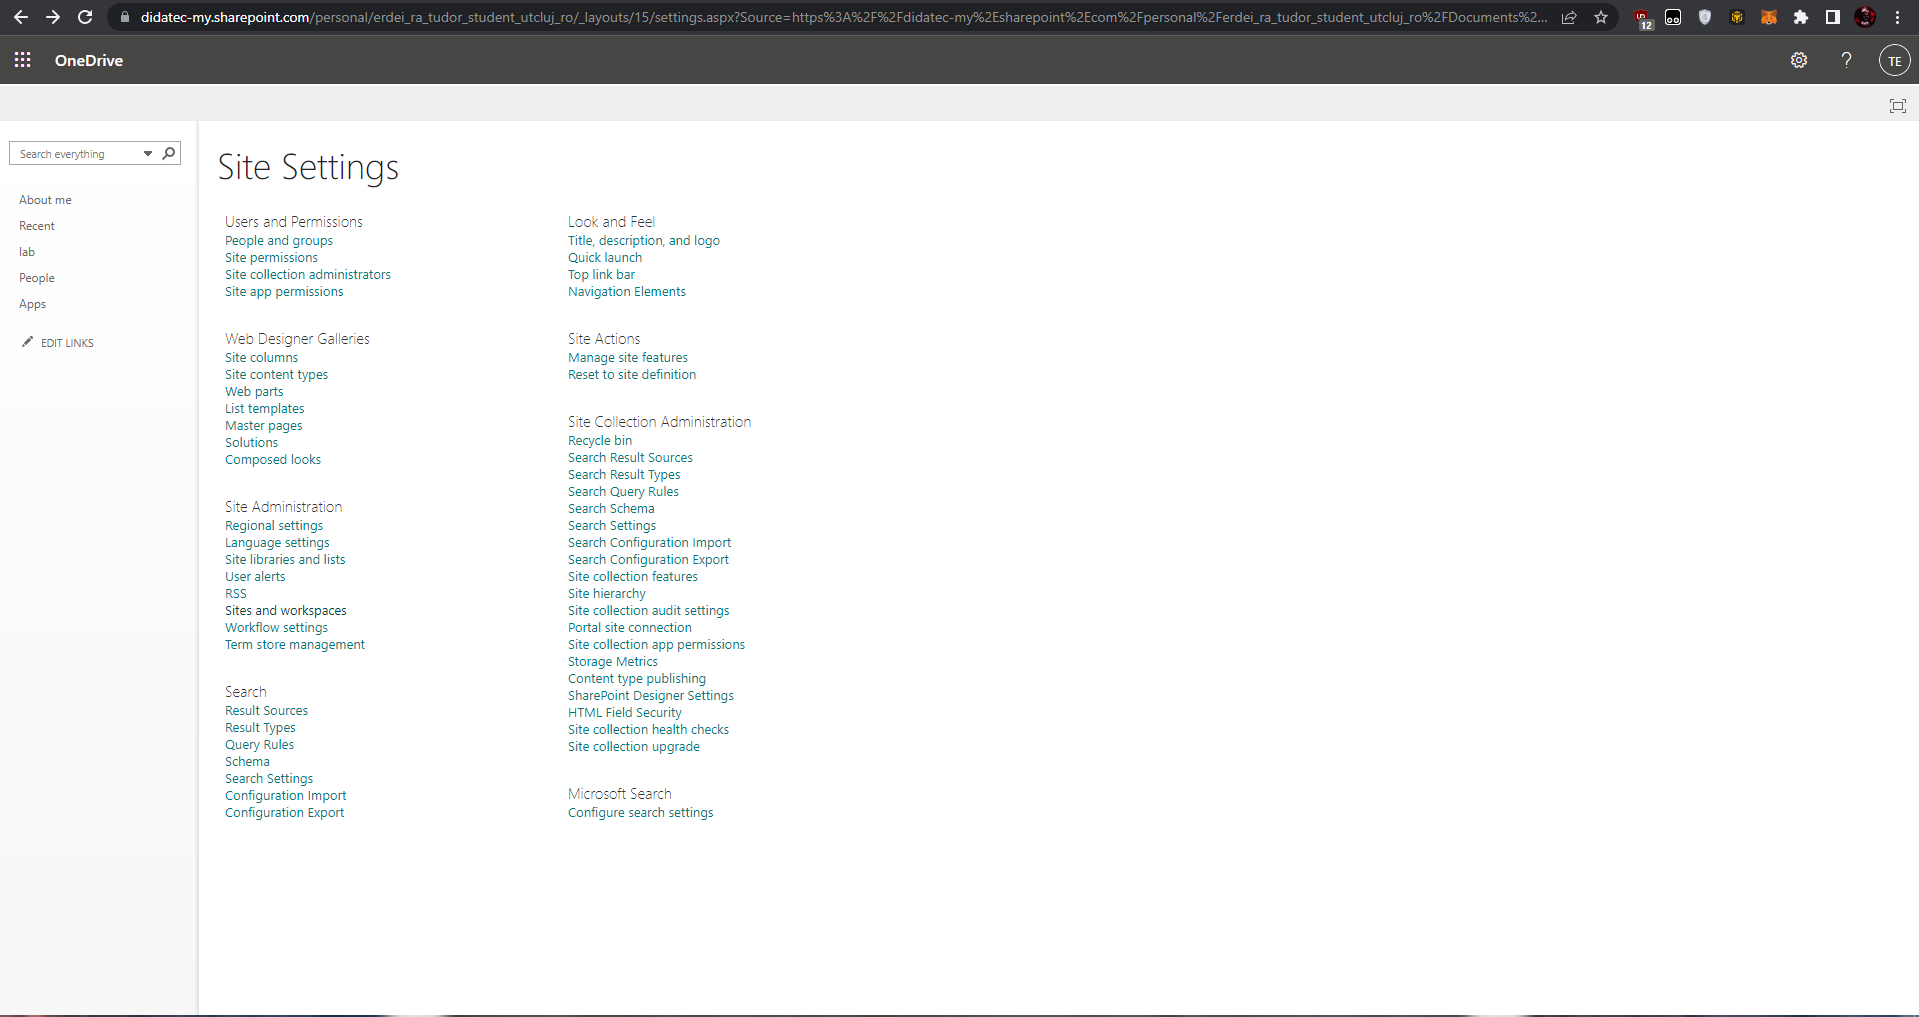 didatec-my.sharepoint.com/personal/erdei_ra_tudor_student_utcluj_ro/_layouts/15/settings.aspx?Source=https%3A%2F%2Fdidatec-my%2Esharepoint%2Ecom%2Fpersonal%2Ferdei_ra_tudor_student_utcluj_ro%2FDocuments%2...
12
OneDrive
?
TE
Search everything
About me
Recent
lab
People
Apps
EDIT LINKS
Site Settings
Users and Permissions
People and groups
Site permissions
Site collection administrators
Site app permissions
Web Designer Galleries
Site columns
Site content types
Web parts
List templates
Master pages
Solutions
Composed looks
Site Administration
Regional settings
Language settings
Site libraries and lists
User alerts
RSS
Sites and workspaces
Workflow settings
Term store management
Search
Result Sources
Result Types
Query Rules
Schema
Search Settings
Configuration Import
Configuration Export
Look and Feel
Title, description, and logo
Quick launch
Top link bar
Navigation Elements
Site Actions
Manage site features
Reset to site definition
Site Collection Administration
Recycle bin
Search Result Sources
Search Result Types
Search Query Rules
Search Schema
Search Settings
Search Configuration Import
Search Configuration Export
Site collection features
Site hierarchy
Site collection audit settings
Portal site connection
Site collection app permissions
Storage Metrics
Content type publishing
SharePoint Designer Settings
HTML Field Security
Site collection health checks
Site collection upgrade
Microsoft Search
Configure search settings